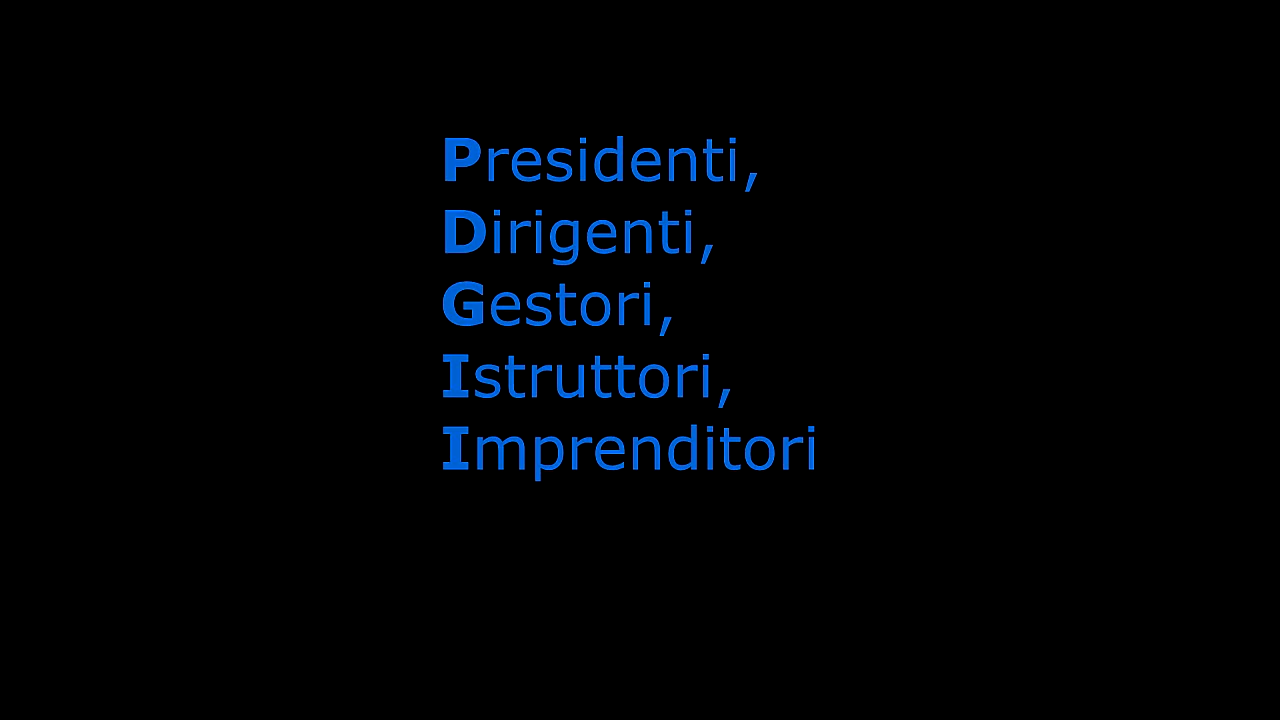 Presidenti,
Dirigenti,
Gestori,
Istruttori,
Imprenditori